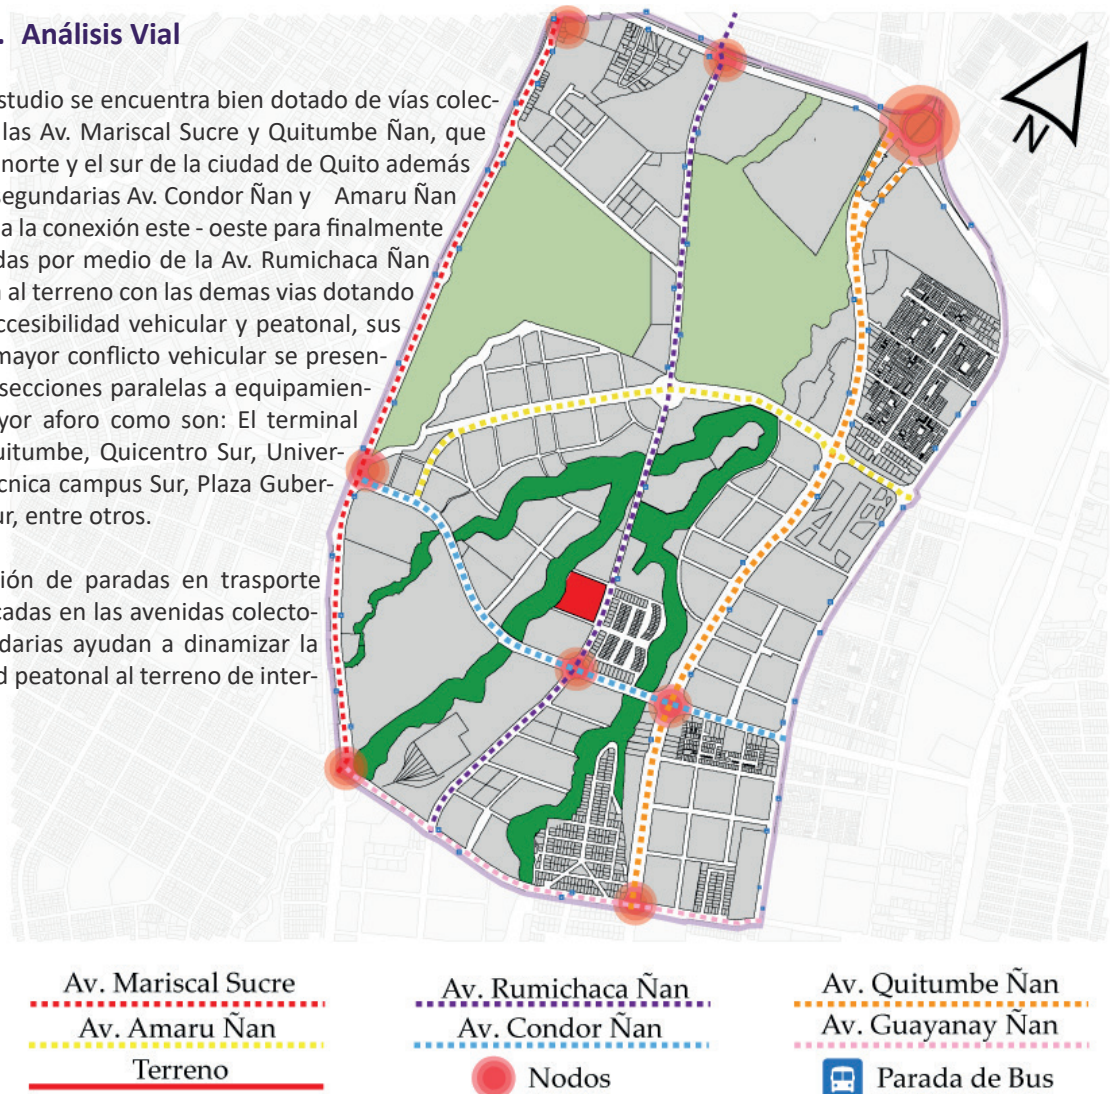 . Análisis Vial
studio se encuentra bien dotado de vías colec-
las Av. Mariscal Sucre y Quitumbe Ñan, que
norte y el sur de la ciudad de Quito además
segundarias Av. Condor Ñan y Amaru Ñan
a la conexión este - oeste para finalmente
das por medio de la Av. Rumichaca Ñan
al terreno con las demas vias dotando
ccesibilidad vehicular y peatonal, sus
mayor conflicto vehicular se presen-
secciones paralelas a equipamien-
yor aforo como son: El terminal
uitumbe, Quicentro Sur, Univer-
cnica campus Sur, Plaza Guber-
ur, entre otros.
ión de paradas en trasporte
cadas en las avenidas colecto-
darias ayudan a dinamizar la
d peatonal al terreno de inter-
N
Av. Mariscal Sucre
Av. Amaru Ñan
Terreno
Av. Rumichaca Ñan
Av. Condor Ñan
Nodos
Av. Quitumbe Ñan
Av. Guayanay Ñan
Parada de Bus